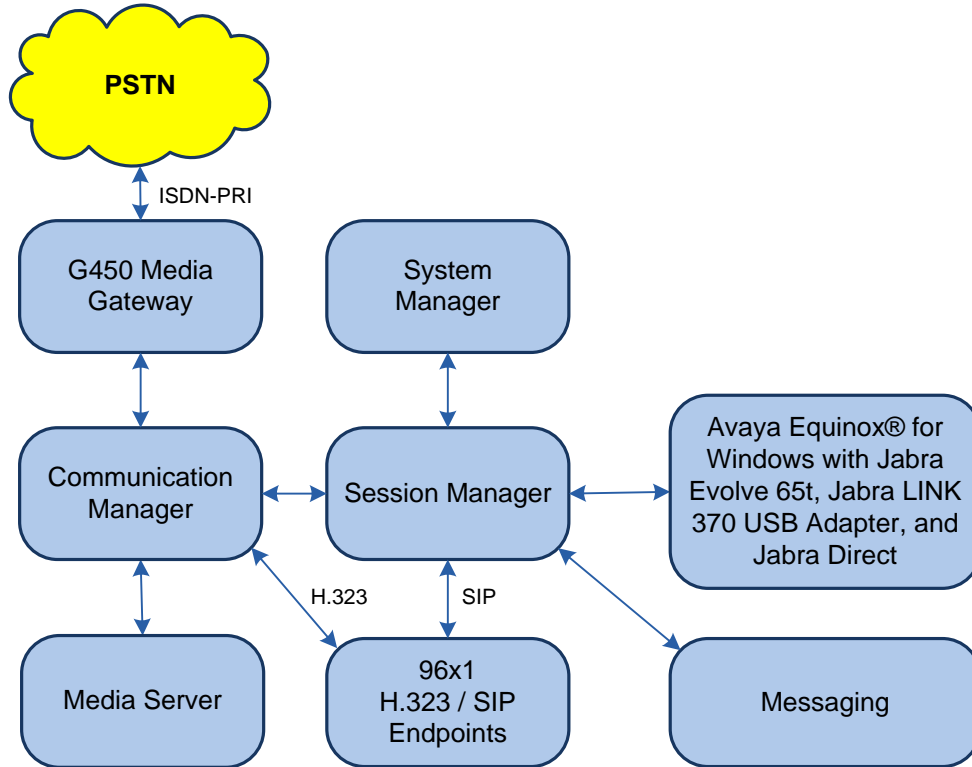 PSTN
ISDN-PRI
G450 Media
Gateway
System
Manager
Communication
Manager
Session Manager
Avaya Equinox® for
Windows with Jabra
Evolve 65t, Jabra LINK
370 USB Adapter, and
Jabra Direct
H.323
SIP
Media Server
96x1
H.323 / SIP
Endpoints
Messaging